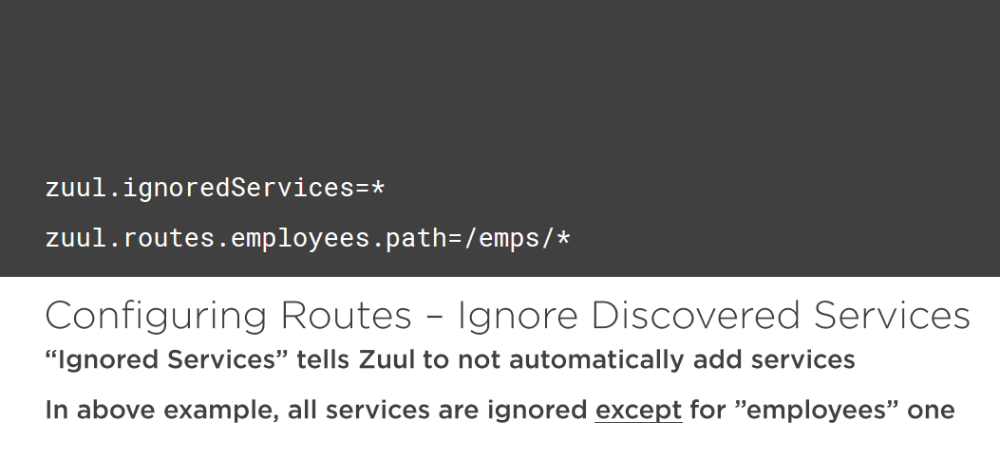 zuul.ignoredServices=*
zuul.routes.employees.path=/emps/*
Configuring Routes – Ignore Discovered Services
“Ignored Services” tells Zuul to not automatically add services
In above example, all services are ignored except for ”employees” one